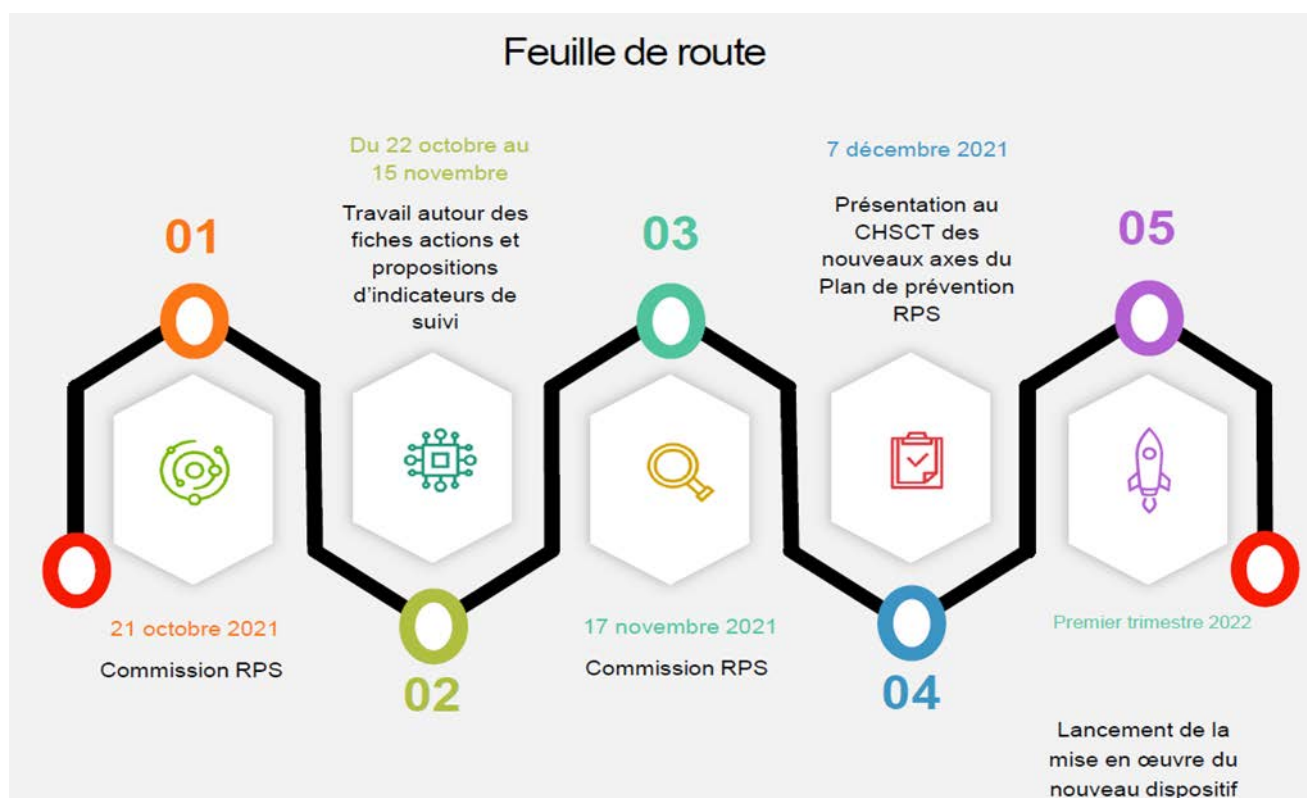 Feuille de route
01
21 octobre 2021
Commission RPS
Du 22 octobre au
15 novembre
Travail autour des
fiches actions et
propositions
d'indicateurs de
suivi
02
03
17 novembre 2021
Commission RPS
7 décembre 2021
Présentation au
CHSCT des
nouveaux axes du
Plan de prévention
RPS
04
05
Premier trimestre 2022
Lancement de la
mise en œuvre du
nouveau dispositif